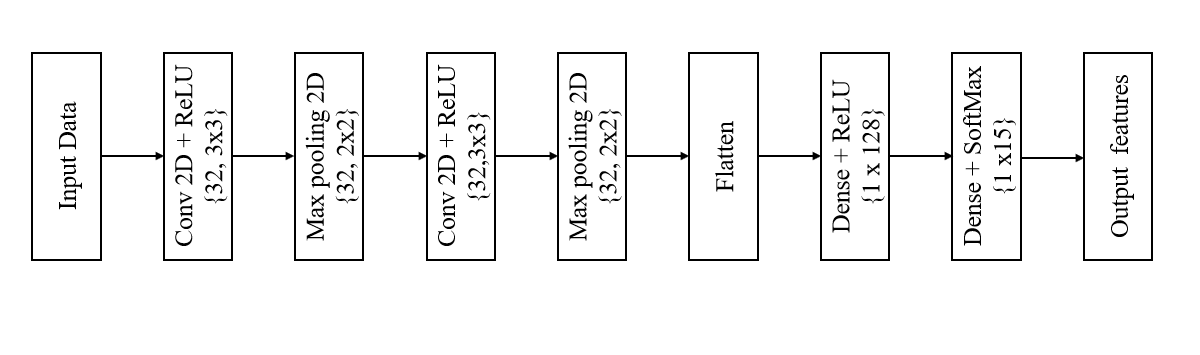 Input Data
Conv 2D + ReLU
{32, 3x3}
Max pooling 2D
{32, 2x2}
Conv 2D + ReLU
{32,3x3}
Max pooling 2D
{32, 2x2}
Flatten
Dense + ReLU
{1 x 128}
Dense + SoftMax
{1 x15}
Output features